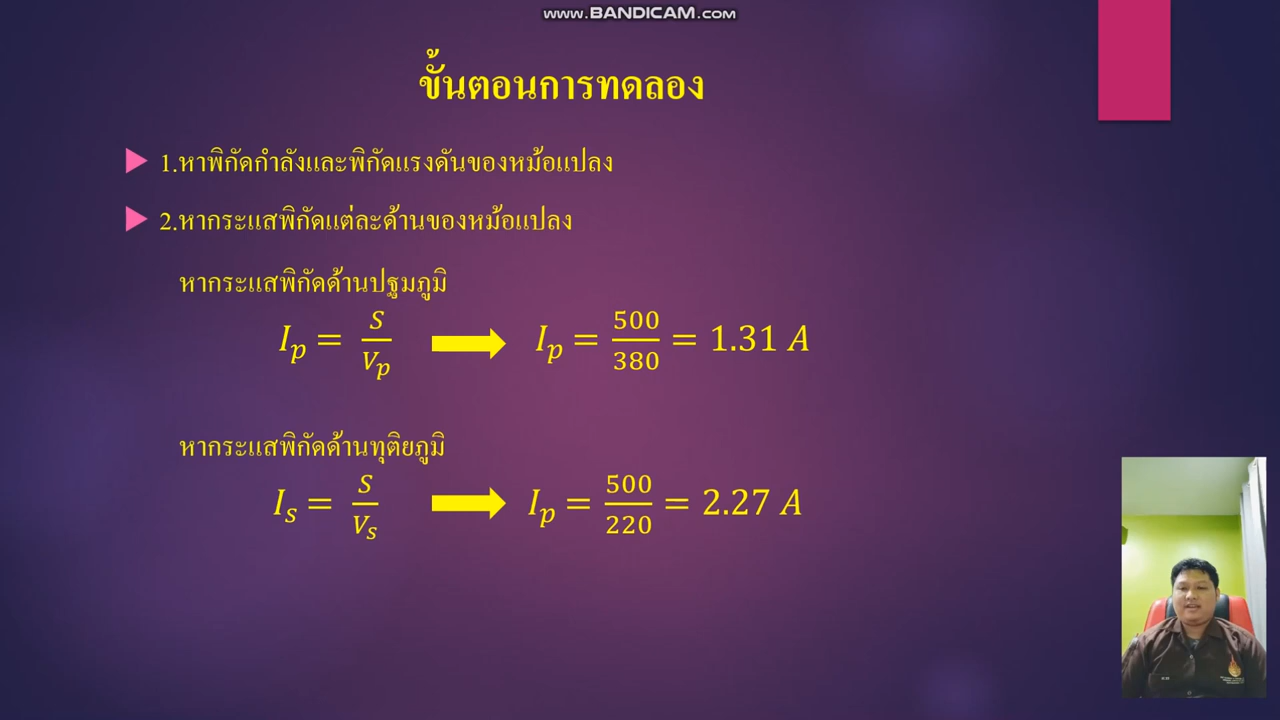 www.BANDICAM.com
ขั้นตอนการทดลอง
1.หาพิกัดกำลังและพิกัดแรงดันของหม้อแปลง
2.หากระแสพิกัดแต่ละด้านของหม้อแปลง
หากระแสพิกัดด้านปฐมภูมิ
I_p = S/V_p I_p = 500/380 = 1.31 A
หากระแสพิกัดด้านทุติยภูมิ
I_s = S/V_s I_p = 500/220 = 2.27 A